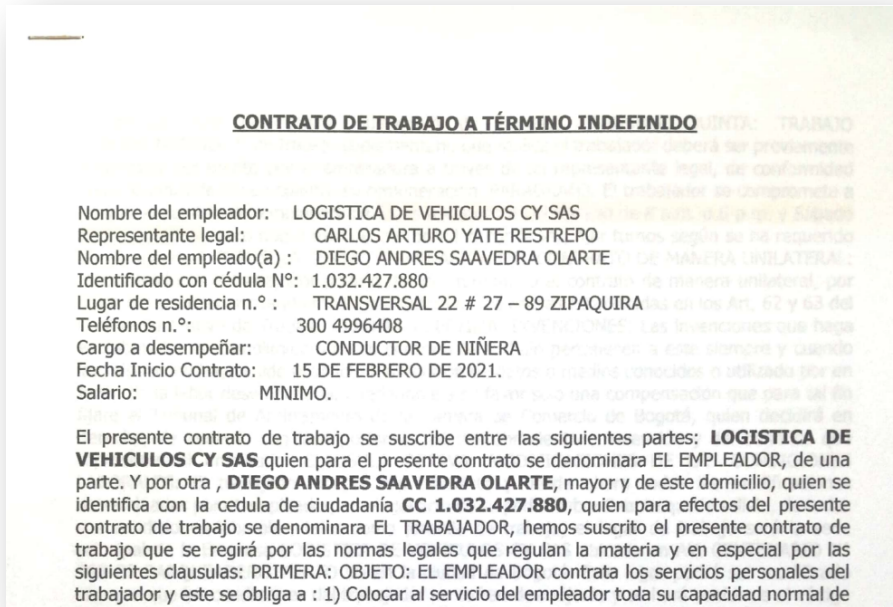 CONTRATO DE TRABAJO A TÉRMINO INDEFINIDO
Nombre del empleador: LOGISTICA DE VEHICULOS CY SAS
Representante legal: CARLOS ARTURO YATE RESTREPO
Nombre del empleado(a) : DIEGO ANDRES SAAVEDRA OLARTE
Identificado con cédula N°: 1.032.427.880
Lugar de residencia n.° : TRANSVERSAL 22 # 27 – 89 ZIPAQUIRA
Teléfonos n.°: 300 4996408
Cargo a desempeñar: CONDUCTOR DE NIÑERA
Fecha Inicio Contrato: 15 DE FEBRERO DE 2021.
Salario: MINIMO.
El presente contrato de trabajo se suscribe entre las siguientes partes: LOGISTICA DE
VEHICULOS CY SAS quien para el presente contrato se denominara EL EMPLEADOR, de una
parte. Y por otra , DIEGO ANDRES SAAVEDRA OLARTE, mayor y de este domicilio, quien se
identifica con la cedula de ciudadanía CC 1.032.427.880, quien para efectos del presente
contrato de trabajo se denominara EL TRABAJADOR, hemos suscrito el presente contrato de
trabajo que se regirá por las normas legales que regulan la materia y en especial por las
siguientes clausulas: PRIMERA: OBJETO: EL EMPLEADOR contrata los servicios personales del
trabajador y éste se obliga a : 1) Colocar al servicio del empleador toda su capacidad normal de